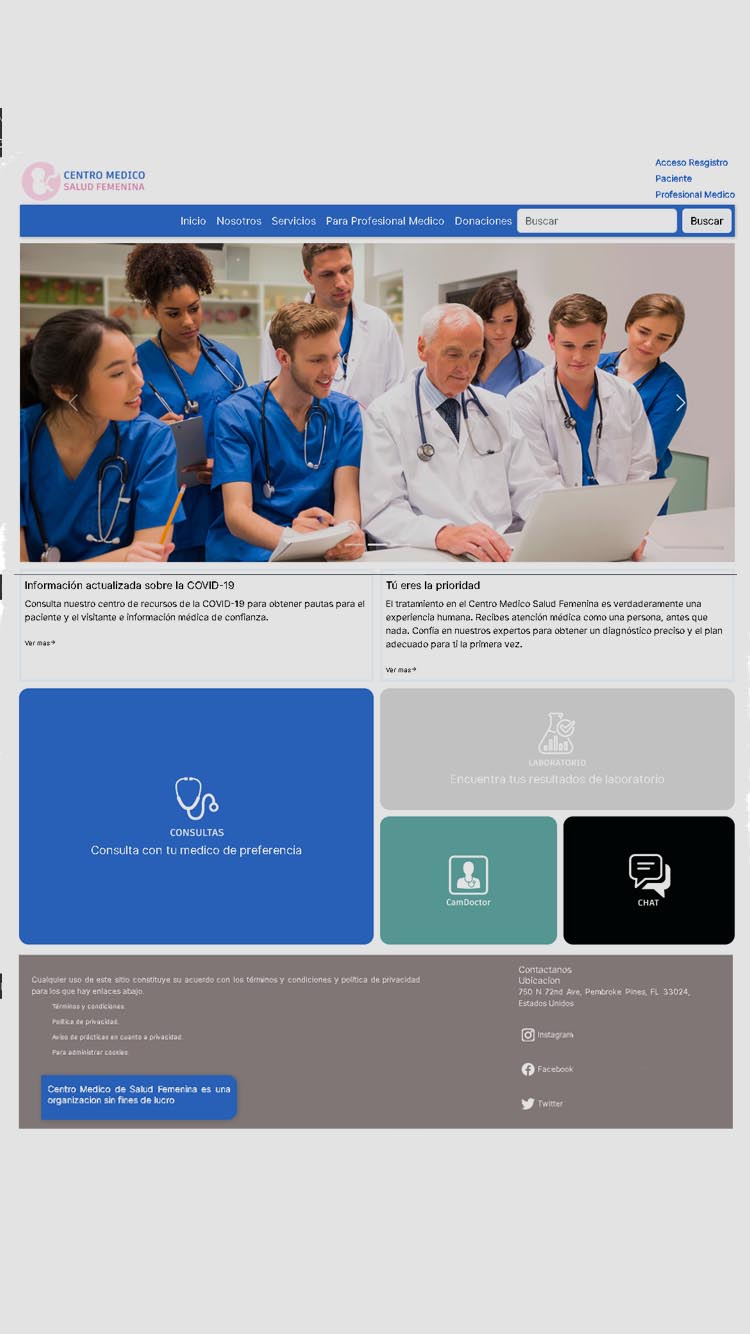 CENTRO MEDICO
SALUD FEMENINA
Acceso Resgistro
Paciente
Profesional Medico
Inicio Nosotros Servicios Para Profesional Medico Donaciones Buscar Buscar
Información actualizada sobre la COVID-19
Consulta nuestro centro de recursos de la COVID-19 para obtener pautas para el
paciente y el visitante e información médica de confianza.
Ver mas→
Tú eres la prioridad
El tratamiento en el Centro Medico Salud Femenina es verdaderamente una
experiencia humana. Recibes atención médica como una persona, antes que
nada. Confía en nuestros expertos para obtener un diagnóstico preciso y el plan
adecuado para ti la primera vez.
Ver mas→
CONSULTAS
Consulta con tu medico de preferencia
LABORATORIO
Encuentra tus resultados de laboratorio
CamDoctor
CHAT
Cualquier uso de este sitio constituye su acuerdo con los términos y condiciones y política de privacidad
para los que hay enlaces abajo.
Términos y condiciones.
Política de privacidad.
Aviso de prácticas en cuanto a privacidad.
Para administrar cookies.
Centro Medico de Salud Femenina es una
organizacion sin fines de lucro
Contactanos
Ubicacion
750 N 72nd Ave, Pembroke Pines, FL 33024,
Estados Unidos
Instagram
Facebook
Twitter